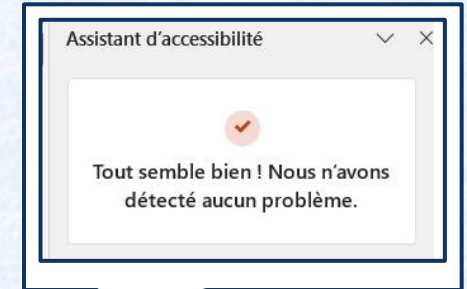 Assistant d'accessibilité
Tout semble bien ! Nous n'avons
détecté aucun problème.